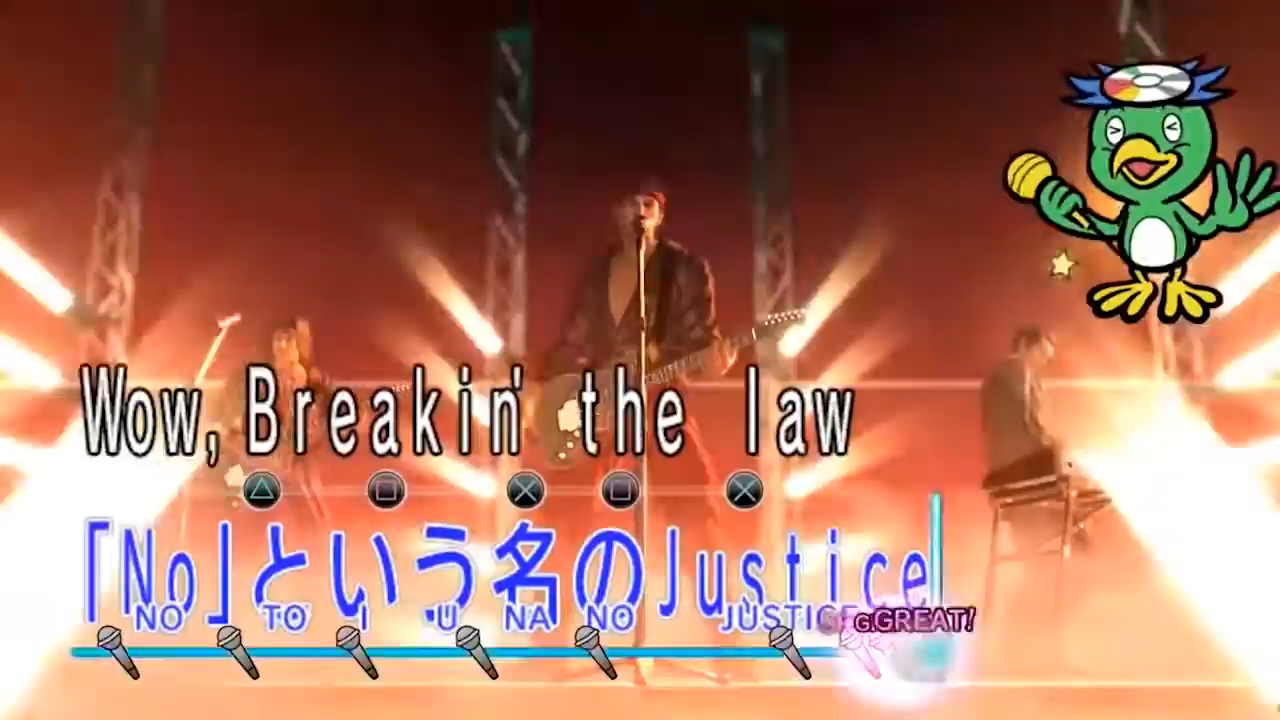 Wow, Breakin' the law
「No」という名のJustice
NO TO I U NA NO JUSTICE
GREAT!